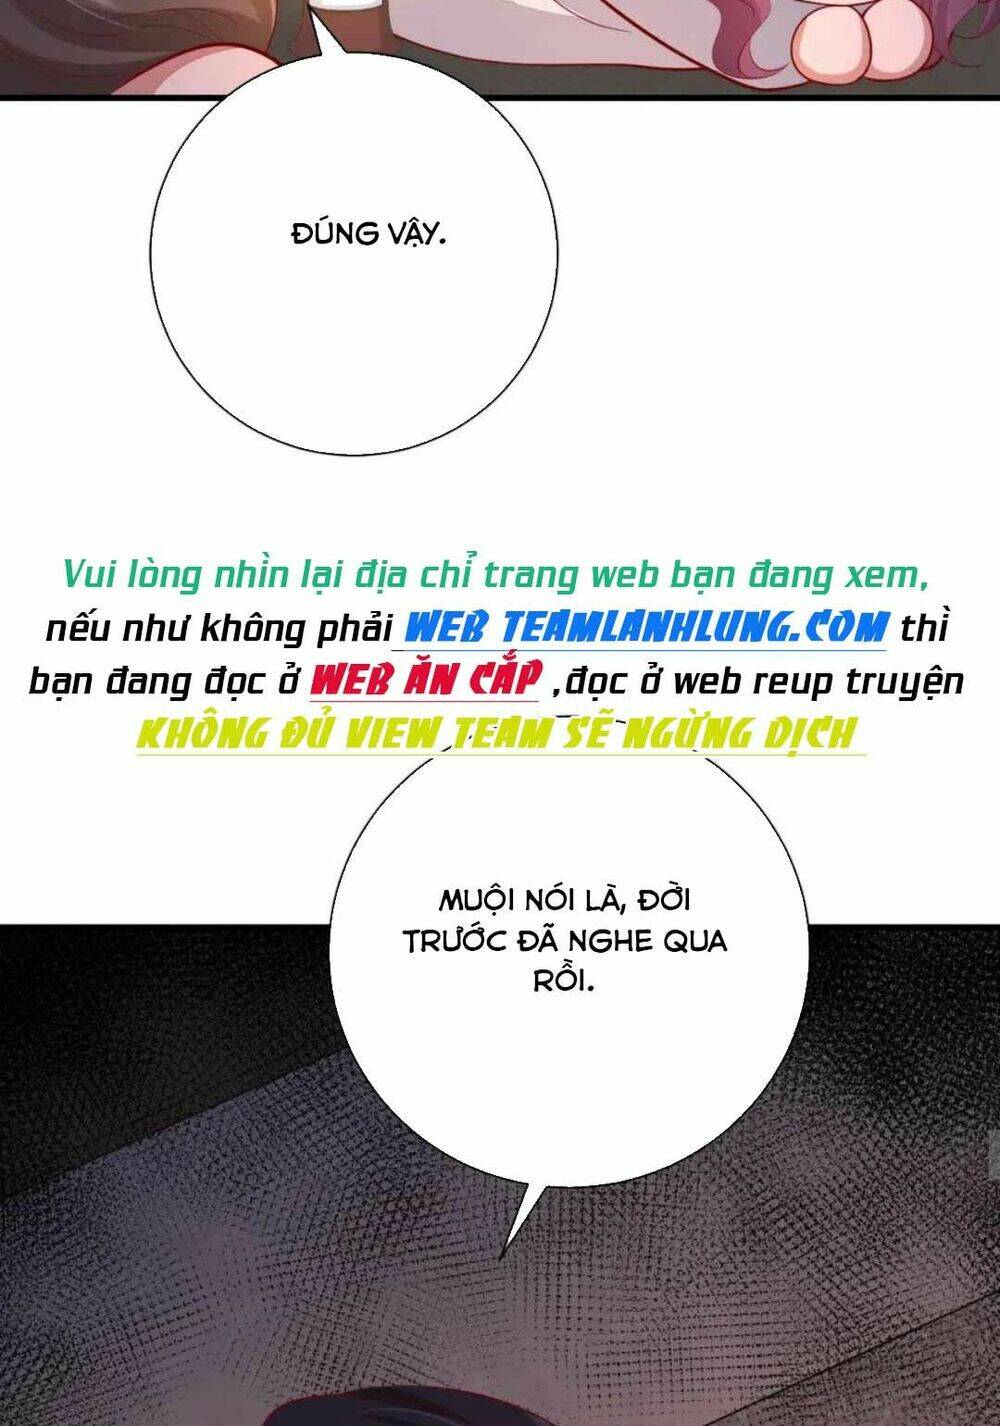 ĐÚNG VẬY.
Vui lòng nhìn lại địa chỉ trang web bạn đang xem,
nếu như không phải WEB TEAMLANHLUNG.COM thì
bạn đang đọc ở WEB ĂN CẮP ,đọc ở web reup truyện
KHÔNG ĐỦ VIEW TEAM SẼ NGỪNG DỊCH
MUỘI NÓI LÀ, ĐỜI
TRƯỚC ĐÃ NGHE QUA
RỒI.